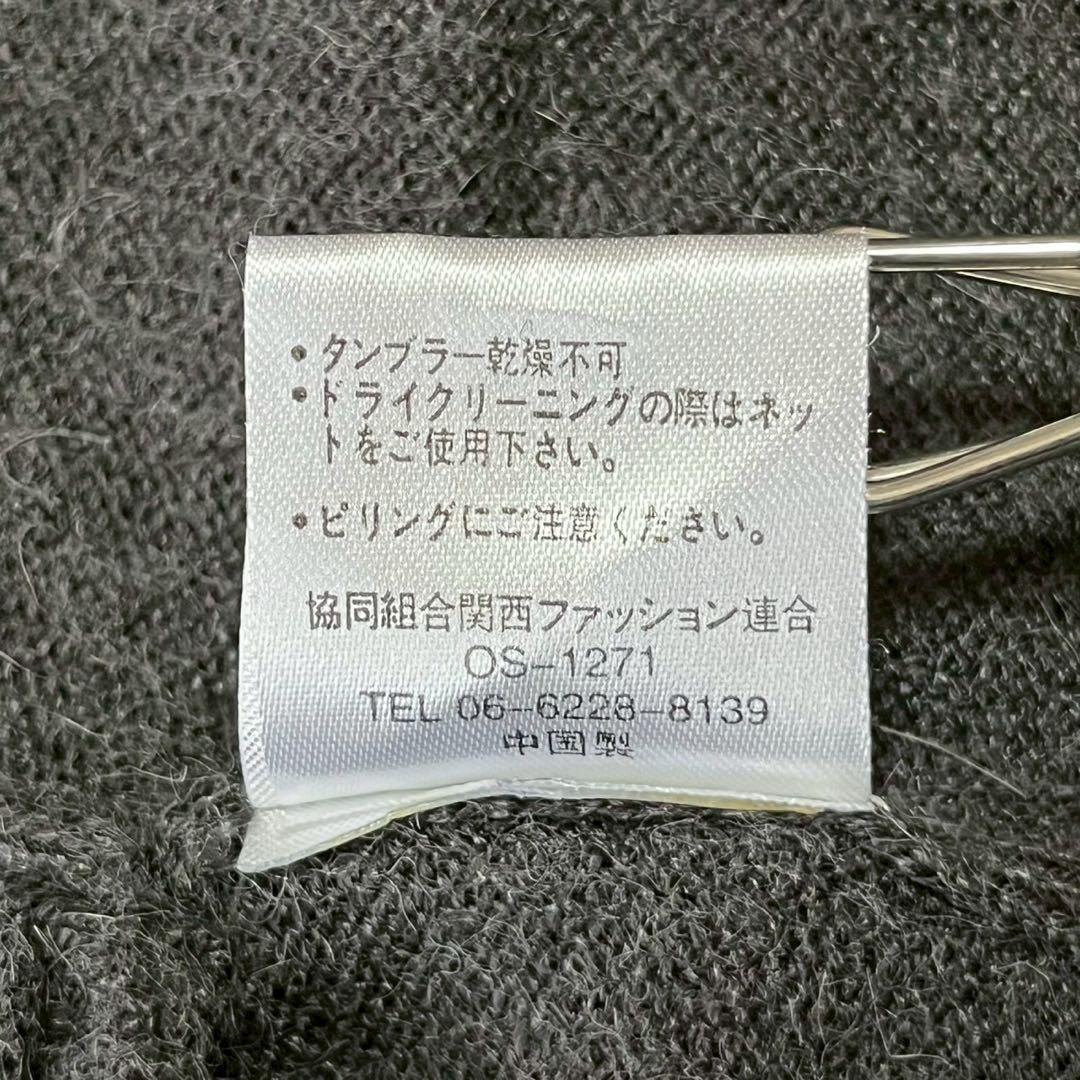 ・タンブラー乾燥不可
・ドライクリーニングの際はネッ
トをご使用下さい。
・ピリングにご注意ください。
協同組合関西ファッション連合
OS-1271
TEL 06-6228-8139
中国製